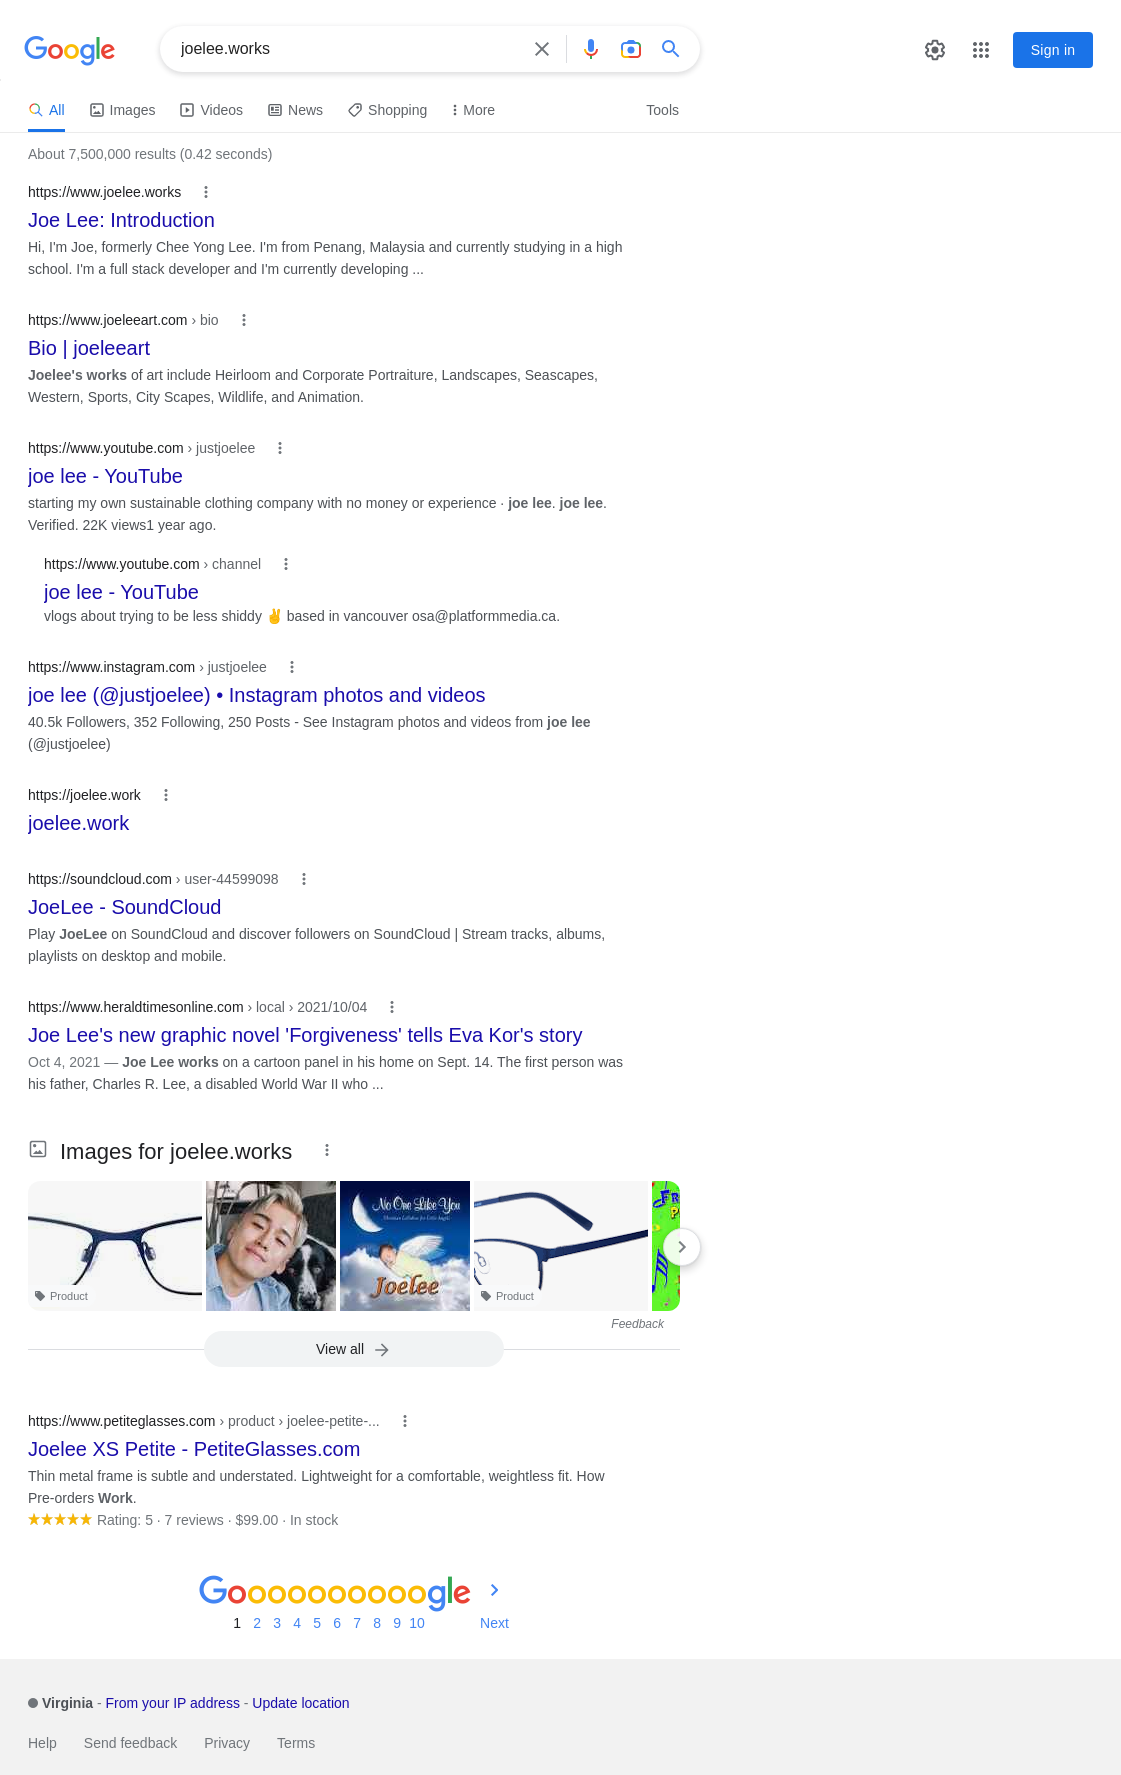 Google
joelee.works
Sign in
All
Images
Videos
News
Shopping
More
Tools
About 7,500,000 results (0.42 seconds)
https://www.joelee.works
Joe Lee: Introduction
Hi, I'm Joe, formerly Chee Yong Lee. I'm from Penang, Malaysia and currently studying in a high
school. I'm a full stack developer and I'm currently developing ...
https://www.joeleeart.com › bio
Bio | joeleeart
Joelee's works of art include Heirloom and Corporate Portraiture, Landscapes, Seascapes,
Western, Sports, City Scapes, Wildlife, and Animation.
https://www.youtube.com › justjoelee
joe lee - YouTube
starting my own sustainable clothing company with no money or experience · joe lee. joe lee.
Verified. 22K views1 year ago.
https://www.youtube.com › channel
joe lee - YouTube
vlogs about trying to be less shiddy ✌️ based in vancouver osa@platformmedia.ca.
https://www.instagram.com › justjoelee
joe lee (@justjoelee) • Instagram photos and videos
40.5k Followers, 352 Following, 250 Posts - See Instagram photos and videos from joe lee
(@justjoelee)
https://joelee.work
joelee.work
https://soundcloud.com › user-44599098
JoeLee - SoundCloud
Play JoeLee on SoundCloud and discover followers on SoundCloud | Stream tracks, albums,
playlists on desktop and mobile.
https://www.heraldtimesonline.com › local › 2021/10/04
Joe Lee's new graphic novel 'Forgiveness' tells Eva Kor's story
Oct 4, 2021 — Joe Lee works on a cartoon panel in his home on Sept. 14. The first person was
his father, Charles R. Lee, a disabled World War II who ...
Images for joelee.works
No One Like You
Joelee
Product
Product
Feedback
View all
https://www.petiteglasses.com › product › joelee-petite-...
Joelee XS Petite - PetiteGlasses.com
Thin metal frame is subtle and understated. Lightweight for a comfortable, weightless fit. How
Pre-orders Work.
Rating: 5 · 7 reviews · $99.00 · In stock
Goooooooooogle
1 2 3 4 5 6 7 8 9 10 Next
Virginia - From your IP address - Update location
Help Send feedback Privacy Terms